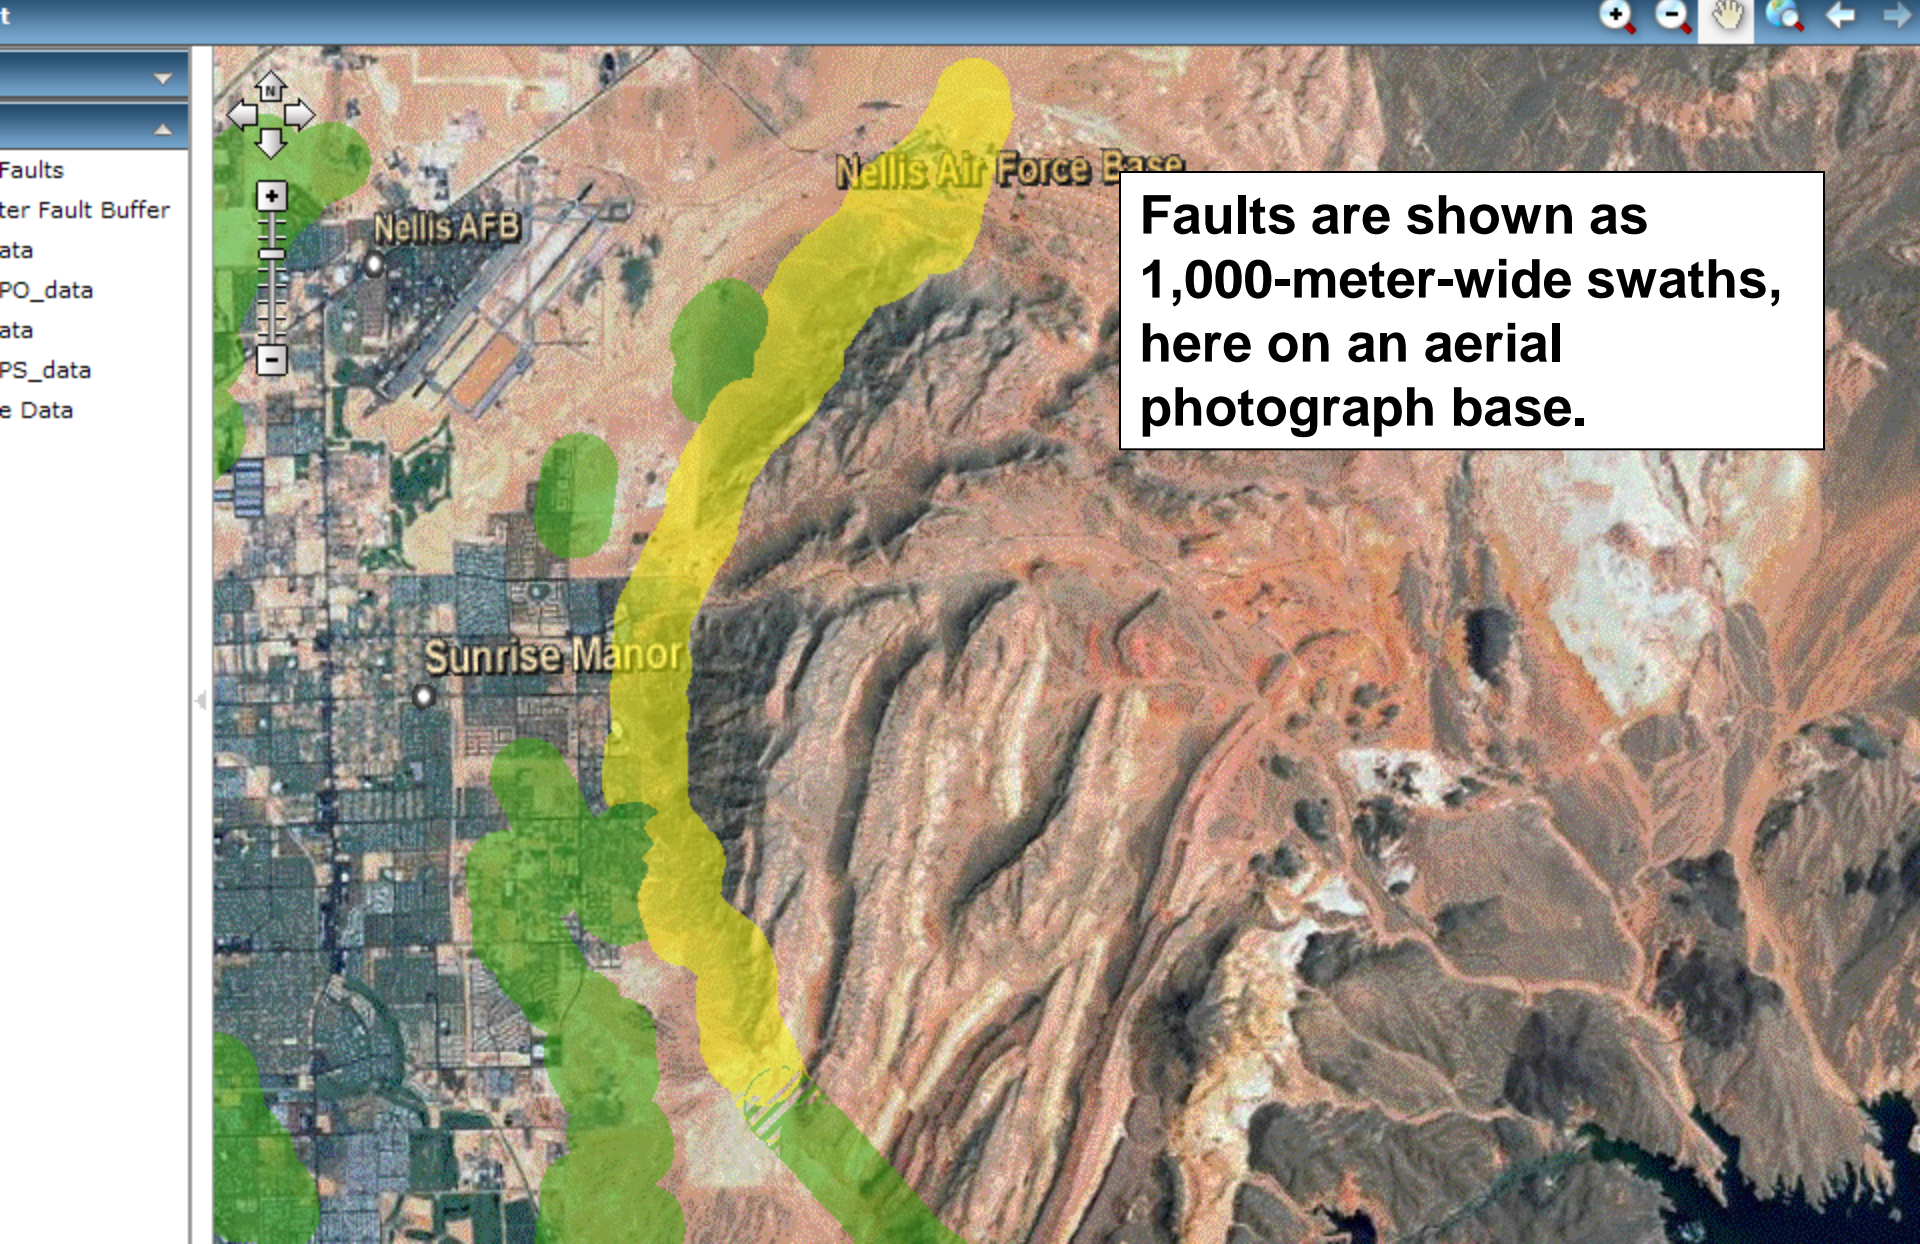 t
Faults
ter Fault Buffer
ata
PO_data
ata
PS_data
e Data
N
Nellis Air Force Base
Nellis AFB
Sunrise Manor
Faults are shown as
1,000-meter-wide swaths,
here on an aerial
photograph base.